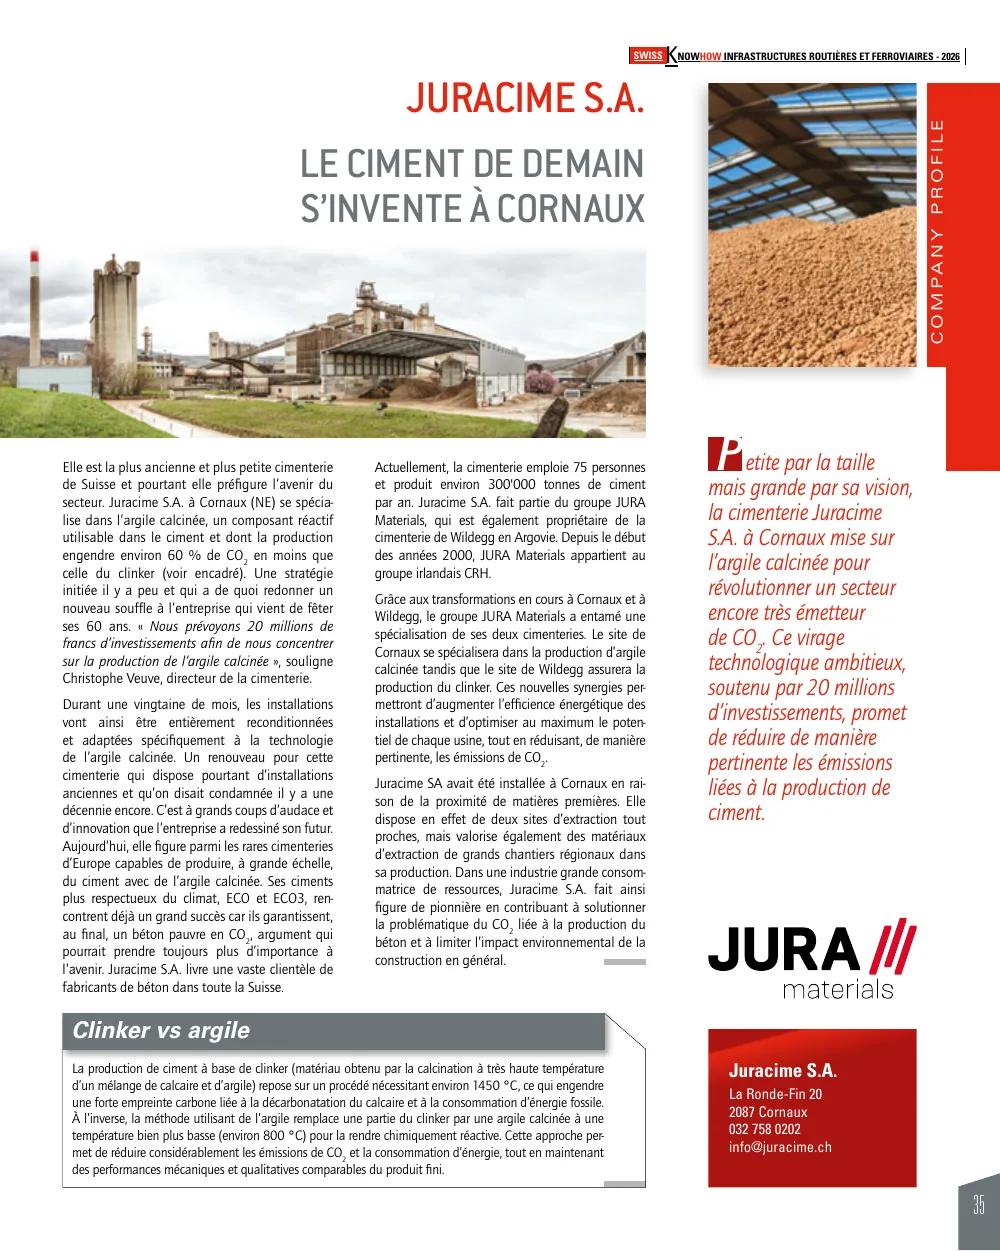 SWISS KNOWHOW INFRASTRUCTURES ROUTIÈRES ET FERROVIAIRES - 2026
JURACIME S.A.
LE CIMENT DE DEMAIN
S’INVENTE À CORNAUX
COMPANY PROFILE
Elle est la plus ancienne et plus petite cimenterie
de Suisse et pourtant elle préfigure l’avenir du
secteur. Juracime S.A. à Cornaux (NE) se spécia-
lise dans l’argile calcinée, un composant réactif
utilisable dans le ciment et dont la production
engendre environ 60 % de CO2 en moins que
celle du clinker (voir encadré). Une stratégie
initiée il y a peu et qui a de quoi redonner un
nouveau souffle à l’entreprise qui vient de fêter
ses 60 ans. « Nous prévoyons 20 millions de
francs d’investissements afin de nous concentrer
sur la production de l’argile calcinée », souligne
Christophe Veuve, directeur de la cimenterie.
Durant une vingtaine de mois, les installations
vont ainsi être entièrement reconditionnées
et adaptées spécifiquement à la technologie
de l’argile calcinée. Un renouveau pour cette
cimenterie qui dispose pourtant d’installations
anciennes et qu’on disait condamnée il y a une
décennie encore. C’est à grands coups d’audace et
d’innovation que l’entreprise a redessiné son futur.
Aujourd’hui, elle figure parmi les rares cimenteries
d’Europe capables de produire, à grande échelle,
du ciment avec de l’argile calcinée. Ses ciments
plus respectueux du climat, ECO et ECO3, ren-
contrent déjà un grand succès car ils garantissent,
au final, un béton pauvre en CO2, argument qui
pourrait prendre toujours plus d’importance à
l’avenir. Juracime S.A. livre une vaste clientèle de
fabricants de béton dans toute la Suisse.
Actuellement, la cimenterie emploie 75 personnes
et produit environ 300'000 tonnes de ciment
par an. Juracime S.A. fait partie du groupe JURA
Materials, qui est également propriétaire de la
cimenterie de Wildegg en Argovie. Depuis le début
des années 2000, JURA Materials appartient au
groupe irlandais CRH.
Grâce aux transformations en cours à Cornaux et à
Wildegg, le groupe JURA Materials a entamé une
spécialisation de ses deux cimenteries. Le site de
Cornaux se spécialisera dans la production d’argile
calcinée tandis que le site de Wildegg assurera la
production du clinker. Ces nouvelles synergies per-
mettront d’augmenter l’efficience énergétique des
installations et d’optimiser au maximum le poten-
tiel de chaque usine, tout en réduisant, de manière
pertinente, les émissions de CO2.
Juracime SA avait été installée à Cornaux en rai-
son de la proximité de matières premières. Elle
dispose en effet de deux sites d’extraction tout
proches, mais valorise également des matériaux
d’extraction de grands chantiers régionaux dans
sa production. Dans une industrie grande consom-
matrice de ressources, Juracime S.A. fait ainsi
figure de pionnière en contribuant à solutionner
la problématique du CO2 liée à la production du
béton et à limiter l’impact environnemental de la
construction en général.
Petite par la taille
mais grande par sa vision,
la cimenterie Juracime
S.A. à Cornaux mise sur
l’argile calcinée pour
révolutionner un secteur
encore très émetteur
de CO2. Ce virage
technologique ambitieux,
soutenu par 20 millions
d’investissements, promet
de réduire de manière
pertinente les émissions
liées à la production de
ciment.
JURA
materials
Clinker vs argile
La production de ciment à base de clinker (matériau obtenu par la calcination à très haute température
d’un mélange de calcaire et d’argile) repose sur un procédé nécessitant environ 1450 °C, ce qui engendre
une forte empreinte carbone liée à la décarbonatation du calcaire et à la consommation d’énergie fossile.
À l’inverse, la méthode utilisant de l’argile remplace une partie du clinker par une argile calcinée à une
température bien plus basse (environ 800 °C) pour la rendre chimiquement réactive. Cette approche per-
met de réduire considérablement les émissions de CO2 et la consommation d’énergie, tout en maintenant
des performances mécaniques et qualitatives comparables du produit fini.
Juracime S.A.
La Ronde-Fin 20
2087 Cornaux
032 758 0202
info@juracime.ch
35